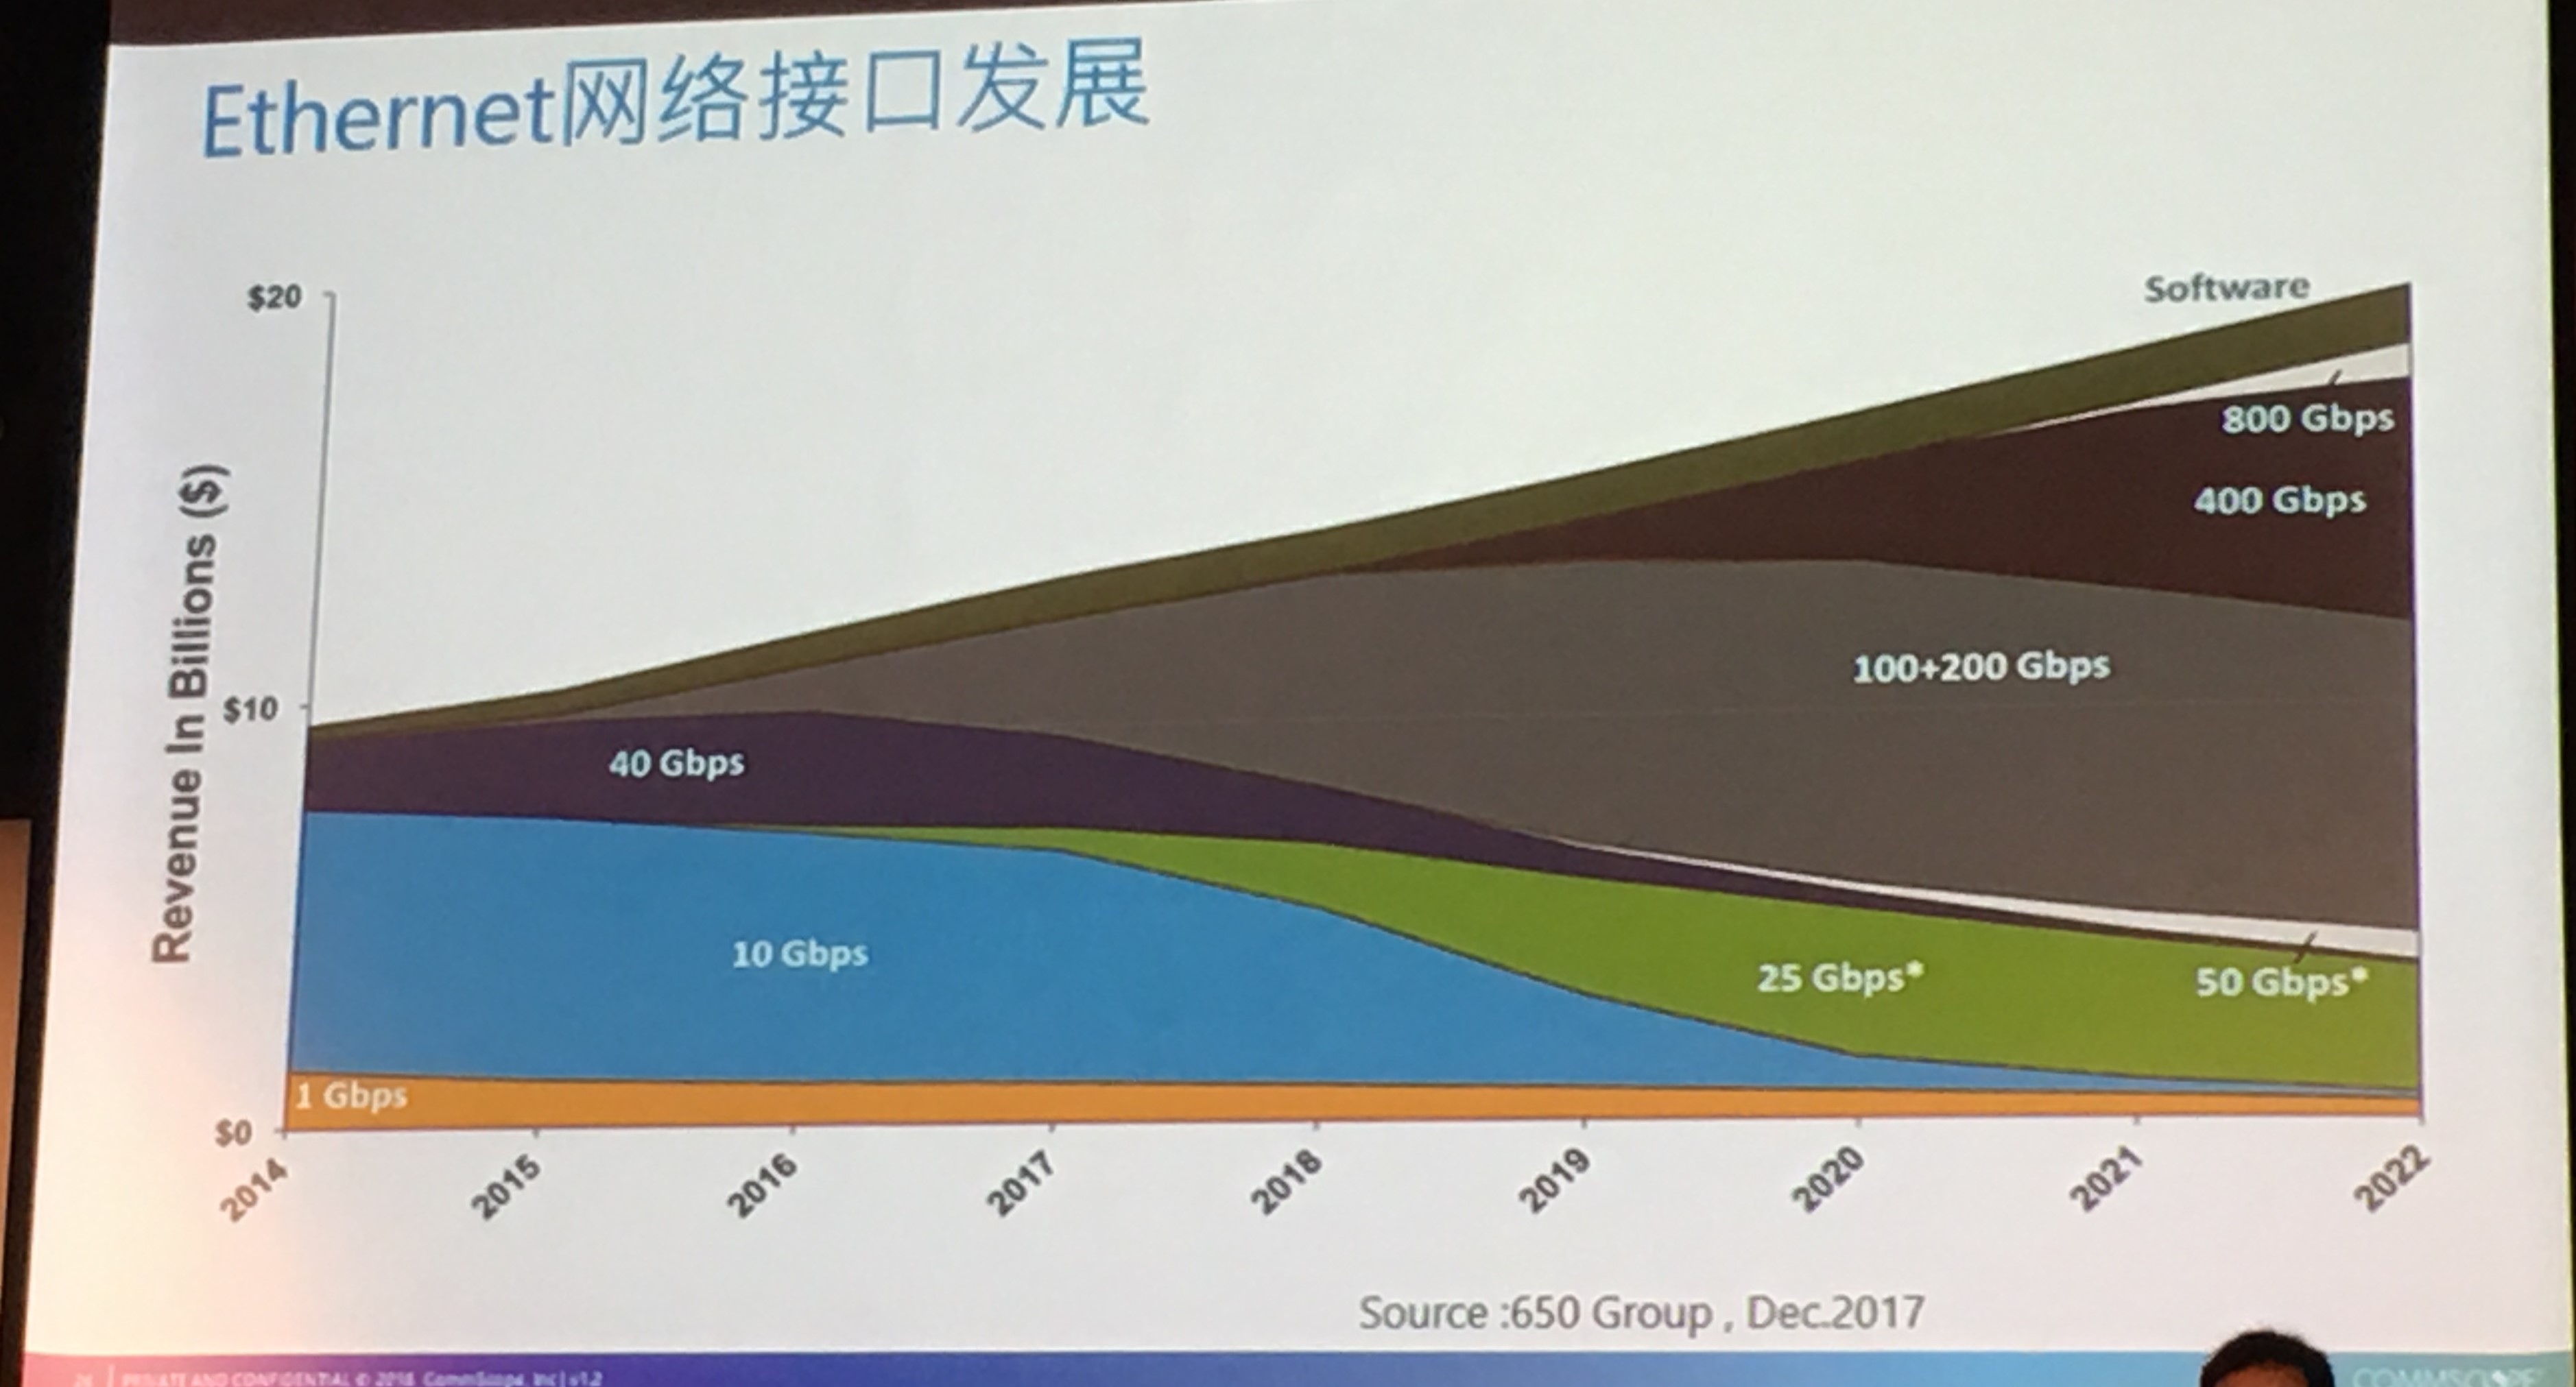 Ethernet网络接口发展
$20
$10
$0
Revenue In Billions ($)
Software
800 Gbps
400 Gbps
100+200 Gbps
40 Gbps
10 Gbps
25 Gbps*
50 Gbps*
1 Gbps
2014 2015 2016 2017 2018 2019 2020 2021 2022
Source :650 Group , Dec.2017
26 | PRIVATE AND CONFIDENTIAL © 2018 CommScope, Inc | v1.2
COMMSCOPE